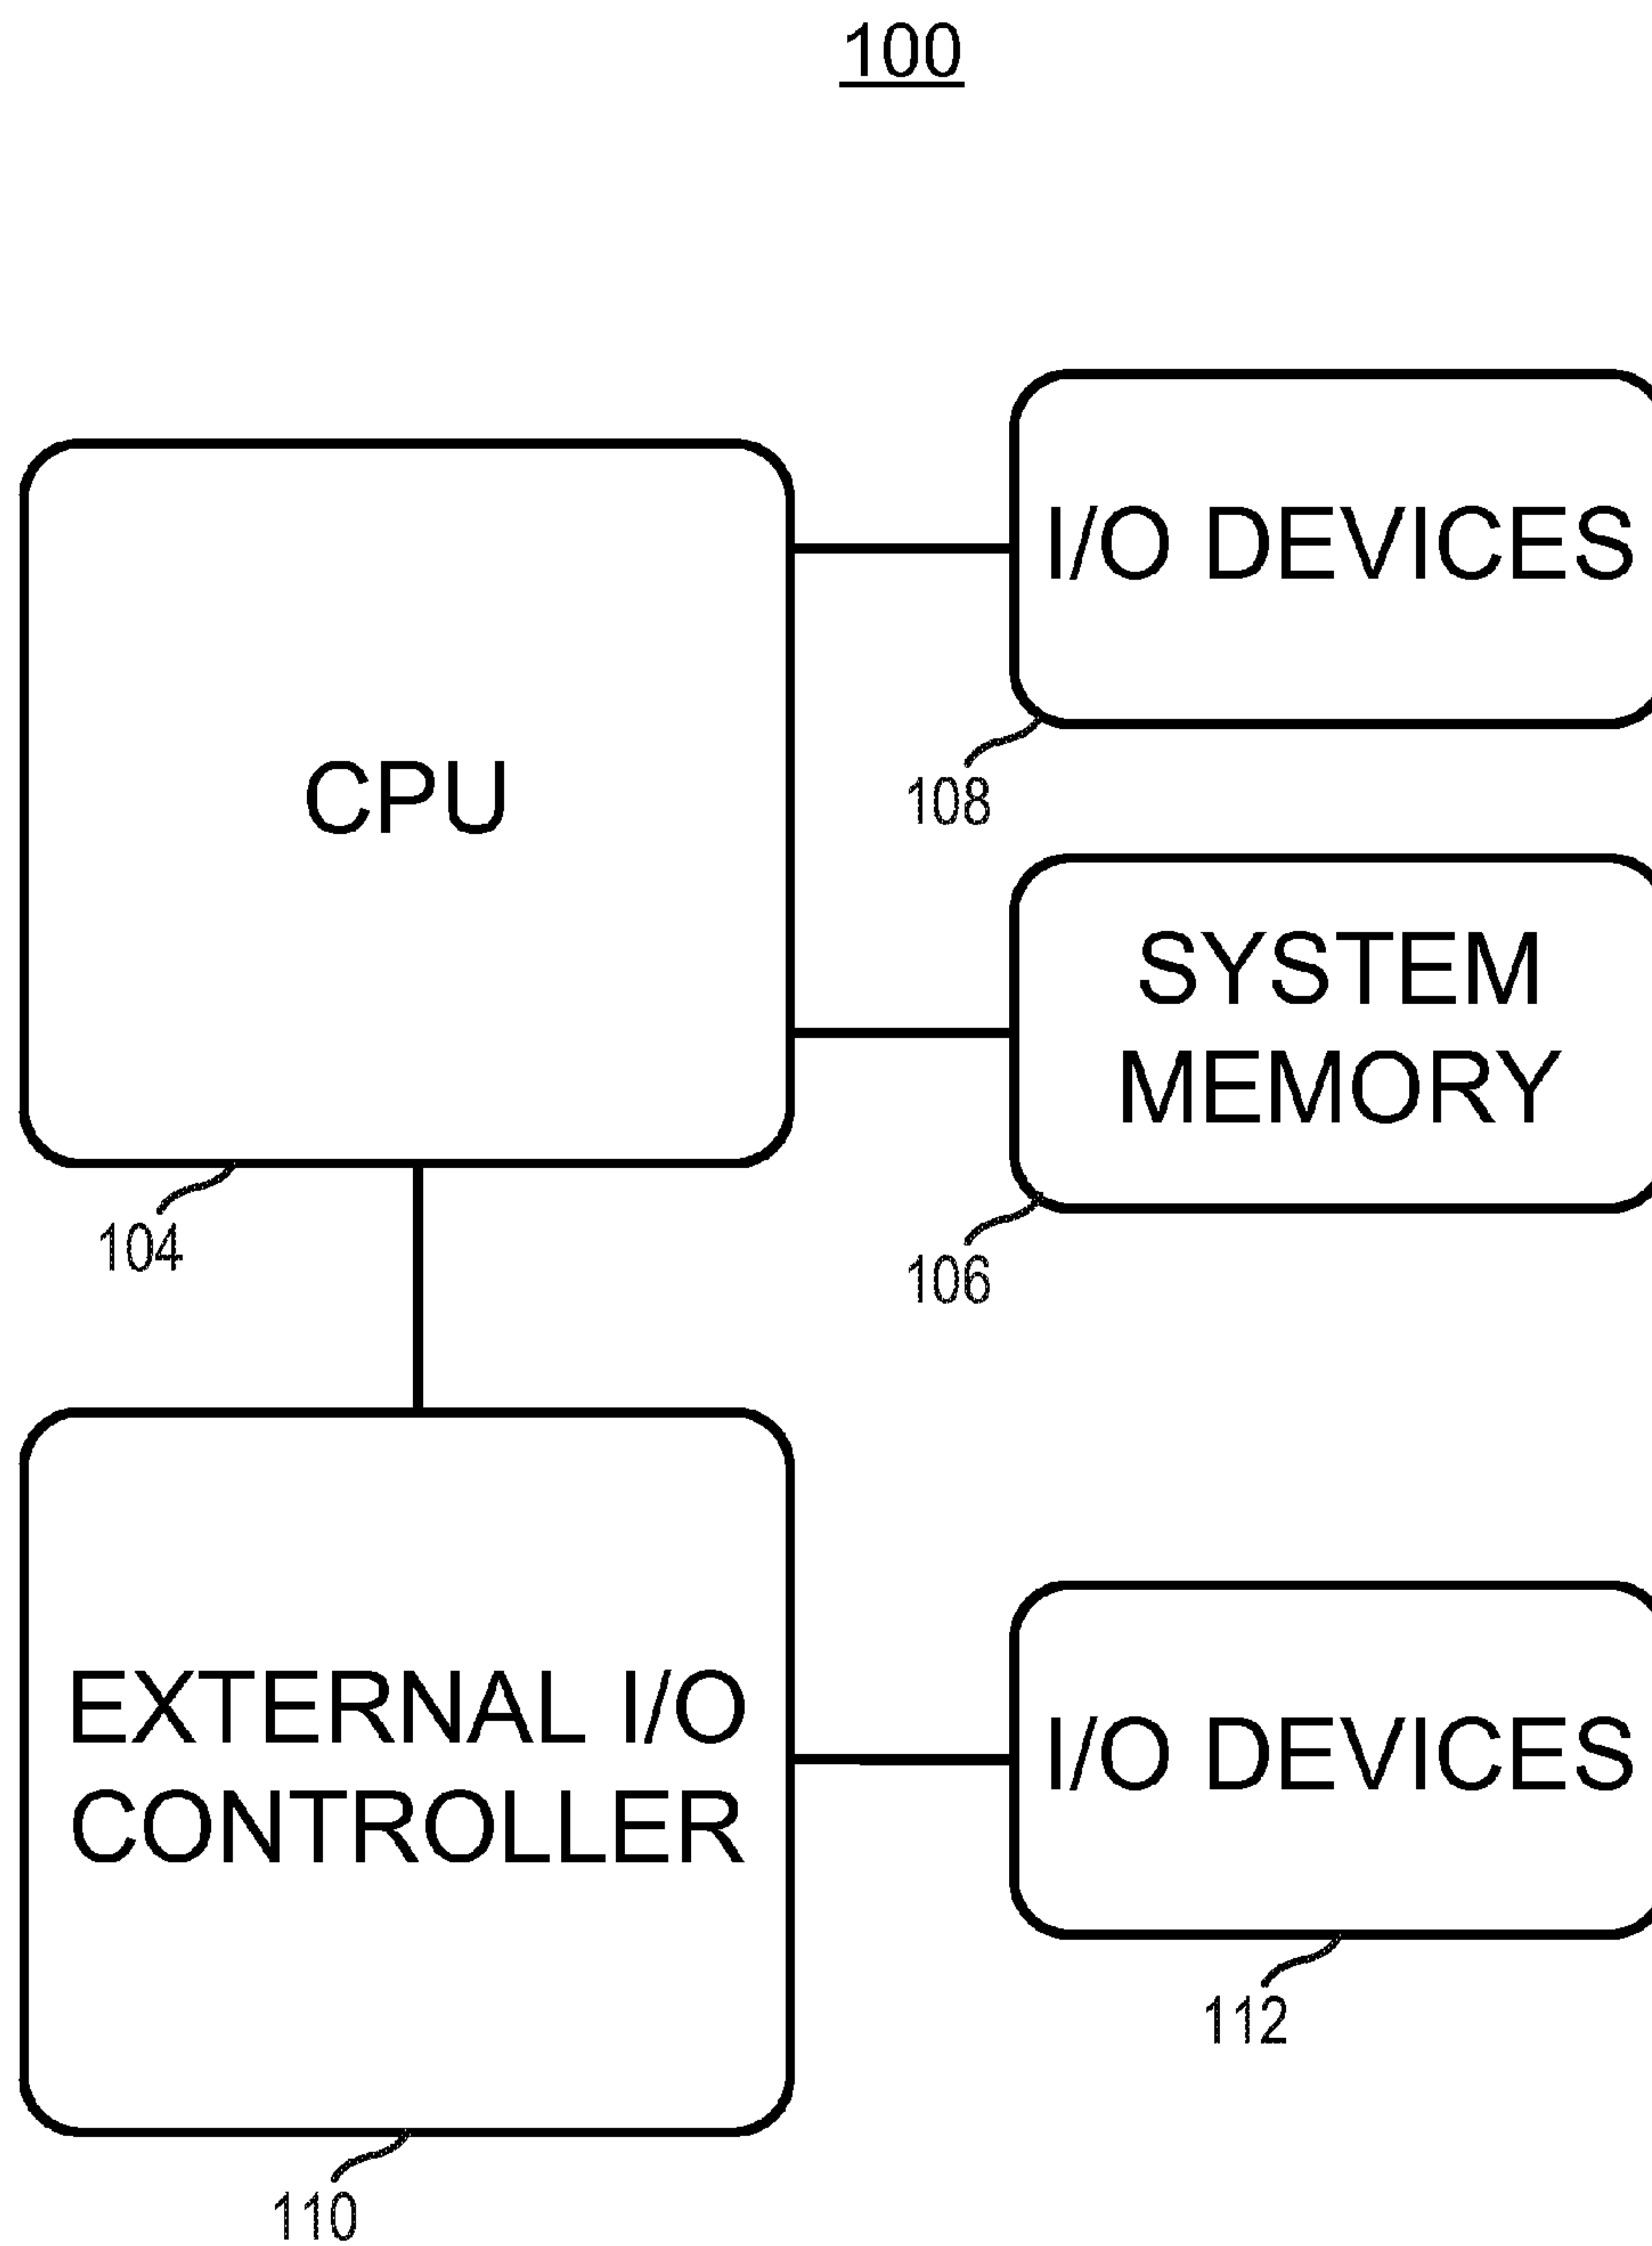 100
I/O DEVICES
CPU
108
SYSTEM
MEMORY
104
106
EXTERNAL I/O
CONTROLLER
I/O DEVICES
112
110